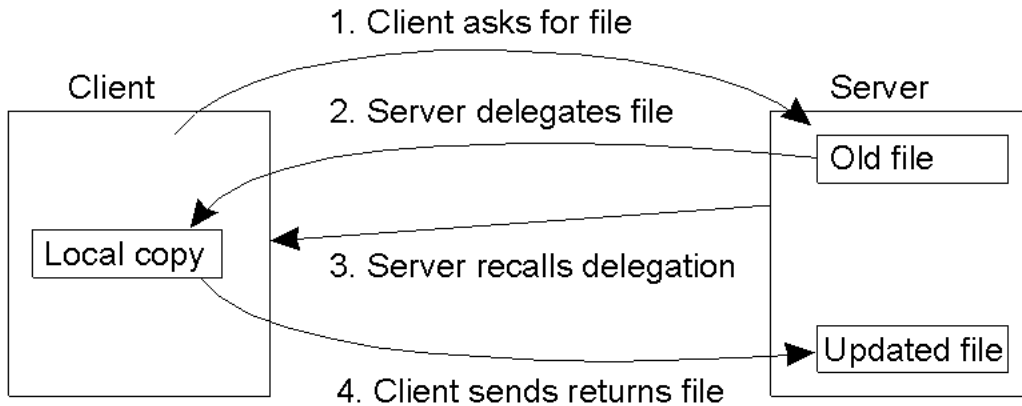 1. Client asks for file
Client
Server
2. Server delegates file
Old file
Local copy
3. Server recalls delegation
Updated file
4. Client sends returns file